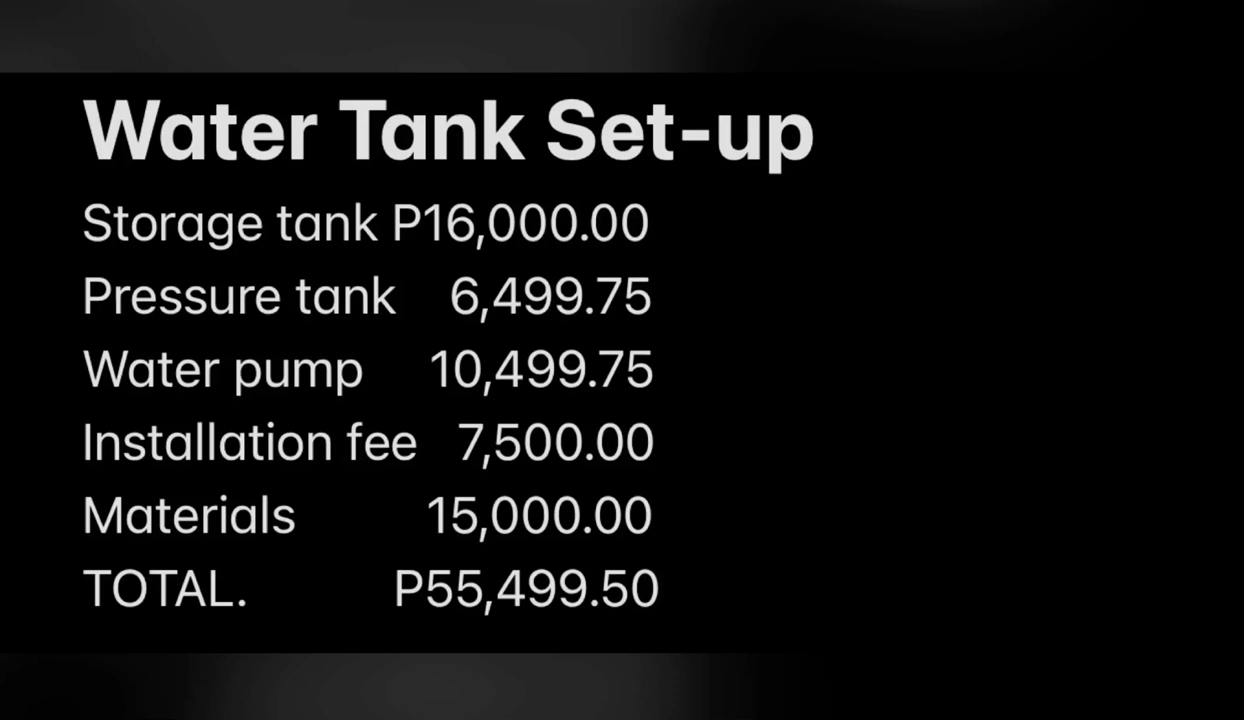 Water Tank Set-up
Storage tank P16,000.00
Pressure tank 6,499.75
Water pump 10,499.75
Installation fee 7,500.00
Materials 15,000.00
TOTAL. P55,499.50